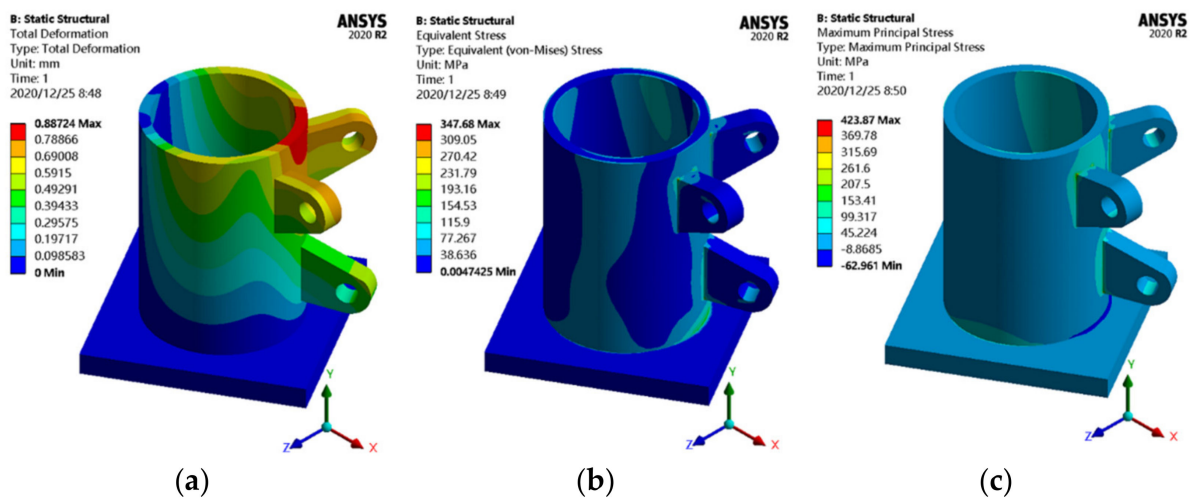 B: Static Structural
Total Deformation
Type: Total Deformation
Unit: mm
Time: 1
2020/12/25 8:48
ANSYS
2020 R2
0.88724 Max
0.78866
0.69008
0.5915
0.49291
0.39433
0.29575
0.19717
0.098583
0 Min
Y
Z
X
(a)
B: Static Structural
Equivalent Stress
Type: Equivalent (von-Mises) Stress
Unit: MPa
Time: 1
2020/12/25 8:49
ANSYS
2020 R2
347.68 Max
309.05
270.42
231.79
193.16
154.53
115.9
77.267
38.636
0.0047425 Min
Y
Z
X
(b)
B: Static Structural
Maximum Principal Stress
Type: Maximum Principal Stress
Unit: MPa
Time: 1
2020/12/25 8:50
ANSYS
2020 R2
423.87 Max
369.78
315.69
261.6
207.5
153.41
99.317
45.224
-8.8685
-62.961 Min
Y
Z
X
(c)